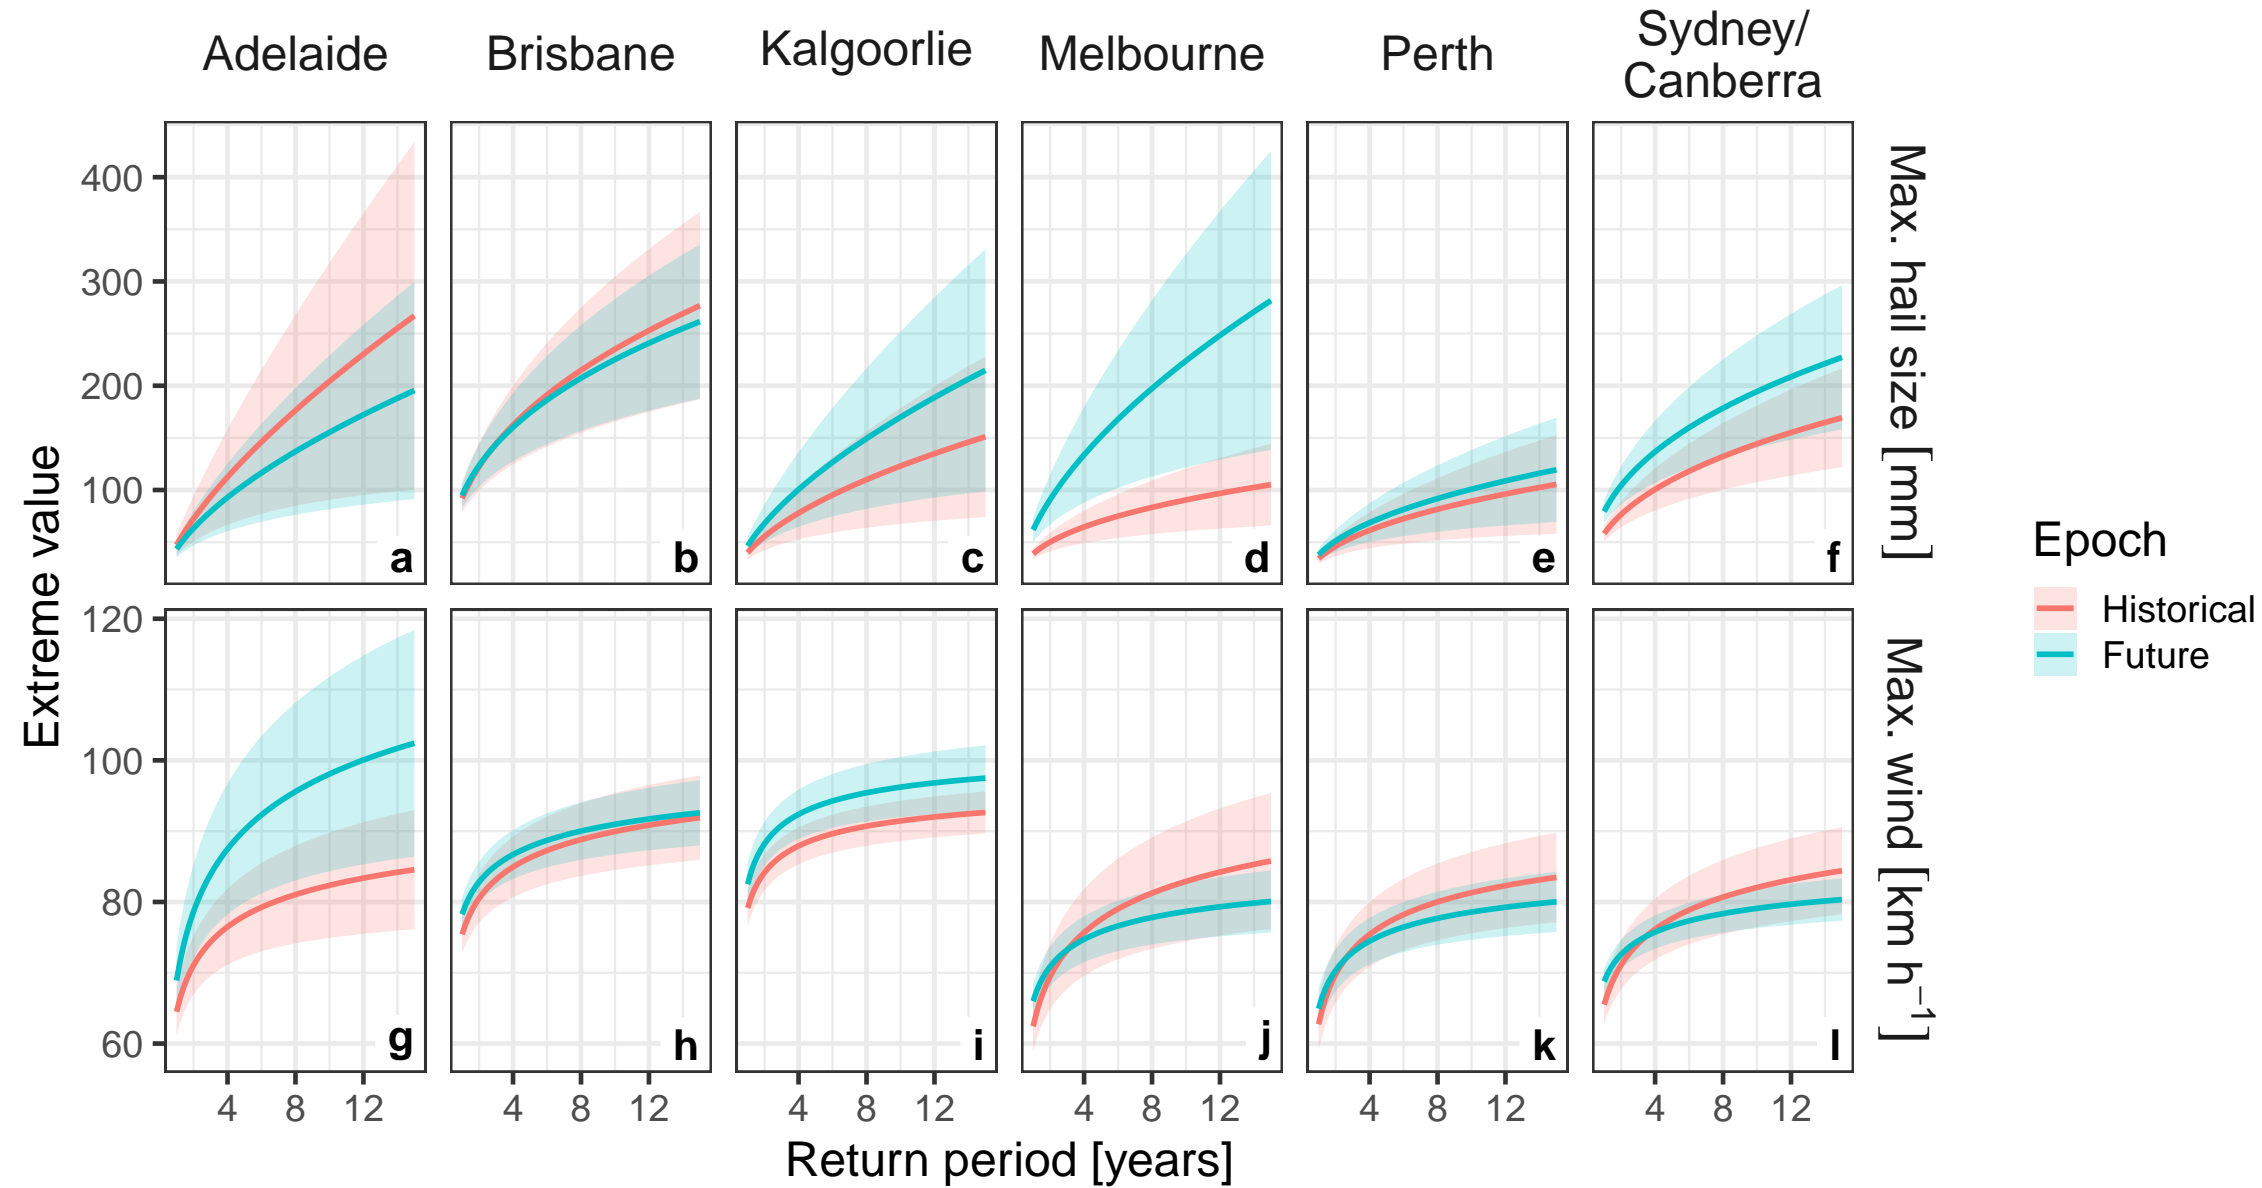 Adelaide
Brisbane
Kalgoorlie
Melbourne
Perth
Sydney/
Canberra
400
300
200
100
a
b
c
d
e
f
Max. hail size [mm]
Extreme value
120
100
80
60
g
h
i
j
k
l
Max. wind [km h⁻¹]
4 8 12
4 8 12
4 8 12
4 8 12
4 8 12
4 8 12
Return period [years]
Epoch
Historical
Future